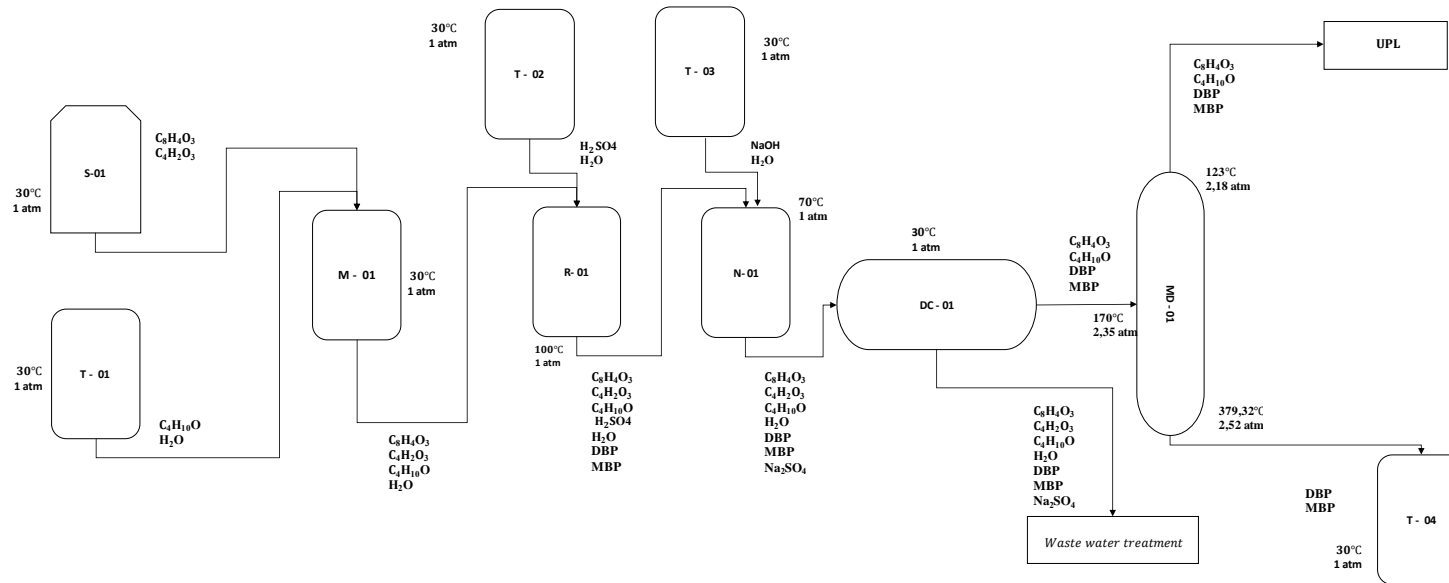 30°C
1 atm
T - 02
30°C
1 atm
T - 03
UPL
C₈H₄O₃
C₄H₁₀O
DBP
MBP
C₈H₄O₃
C₄H₂O₃
S-01
30°C
1 atm
H₂SO4
H₂O
NaOH
H₂O
123°C
2,18 atm
M - 01
30°C
1 atm
R- 01
100°C
1 atm
70°C
1 atm
N- 01
30°C
1 atm
DC - 01
C₈H₄O₃
C₄H₁₀O
DBP
MBP
170°C
2,35 atm
MD - 01
T - 01
30°C
1 atm
C₄H₁₀O
H₂O
C₈H₄O₃
C₄H₂O₃
C₄H₁₀O
H₂O
C₈H₄O₃
C₄H₂O₃
C₄H₁₀O
H₂SO4
H₂O
DBP
MBP
C₈H₄O₃
C₄H₂O₃
C₄H₁₀O
H₂O
DBP
MBP
Na₂SO₄
C₈H₄O₃
C₄H₂O₃
C₄H₁₀O
H₂O
DBP
MBP
Na₂SO₄
Waste water treatment
379,32°C
2,52 atm
DBP
MBP
T - 04
30°C
1 atm